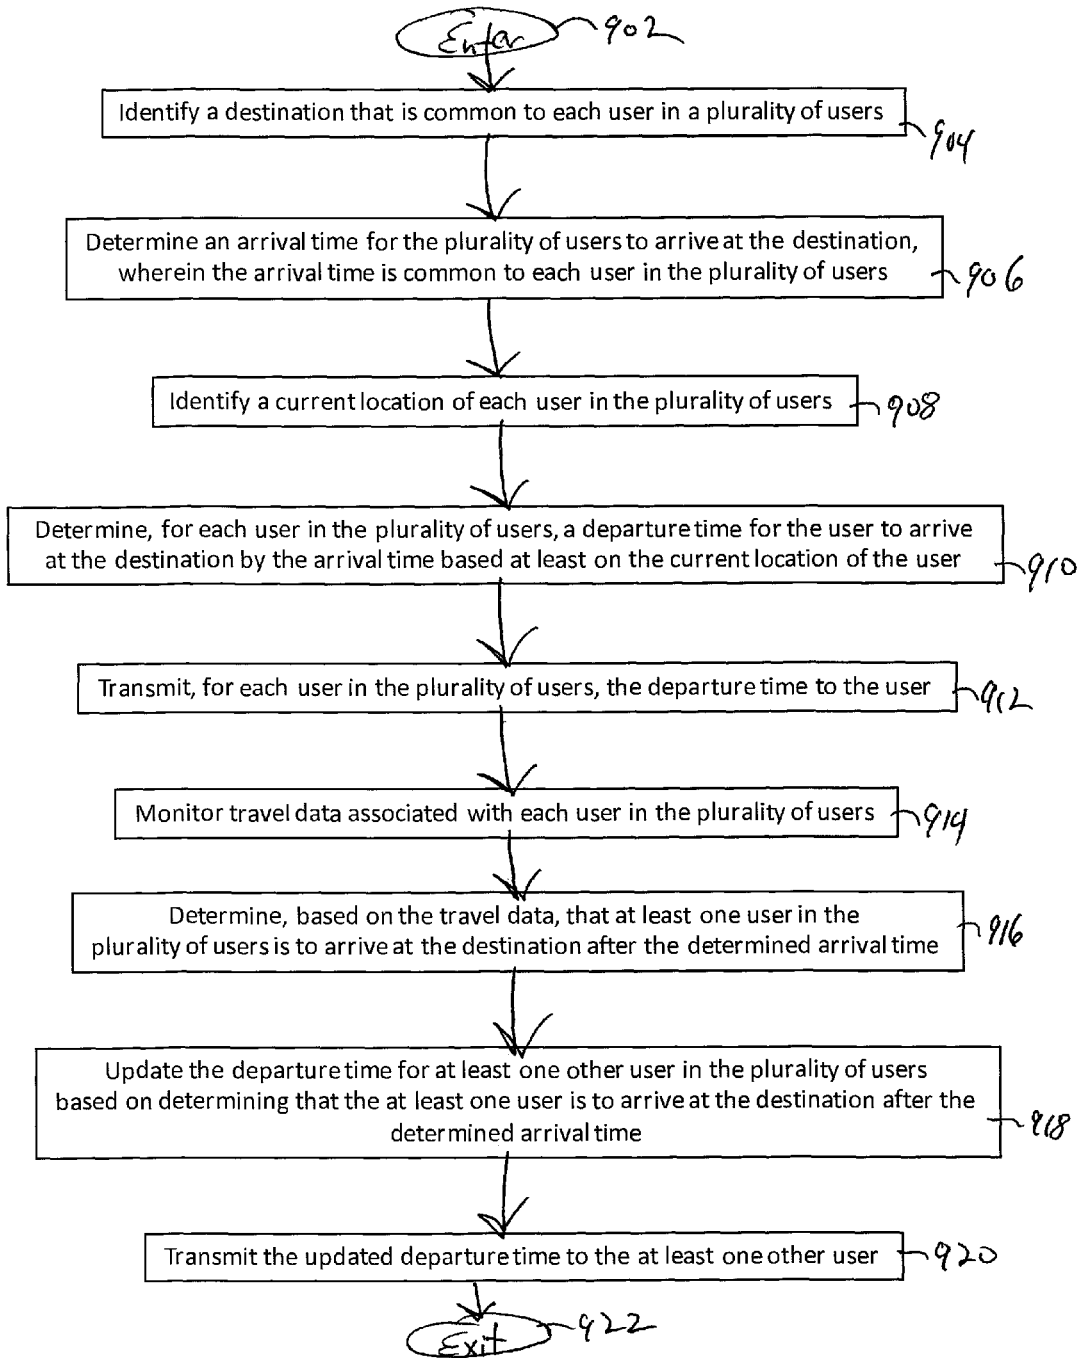 Enter 902
Identify a destination that is common to each user in a plurality of users
904
Determine an arrival time for the plurality of users to arrive at the destination,
wherein the arrival time is common to each user in the plurality of users
906
Identify a current location of each user in the plurality of users 908
Determine, for each user in the plurality of users, a departure time for the user to arrive
at the destination by the arrival time based at least on the current location of the user
910
Transmit, for each user in the plurality of users, the departure time to the user 912
Monitor travel data associated with each user in the plurality of users 914
Determine, based on the travel data, that at least one user in the
plurality of users is to arrive at the destination after the determined arrival time
916
Update the departure time for at least one other user in the plurality of users
based on determining that the at least one user is to arrive at the destination after the
determined arrival time
918
Transmit the updated departure time to the at least one other user 920
Exit 922